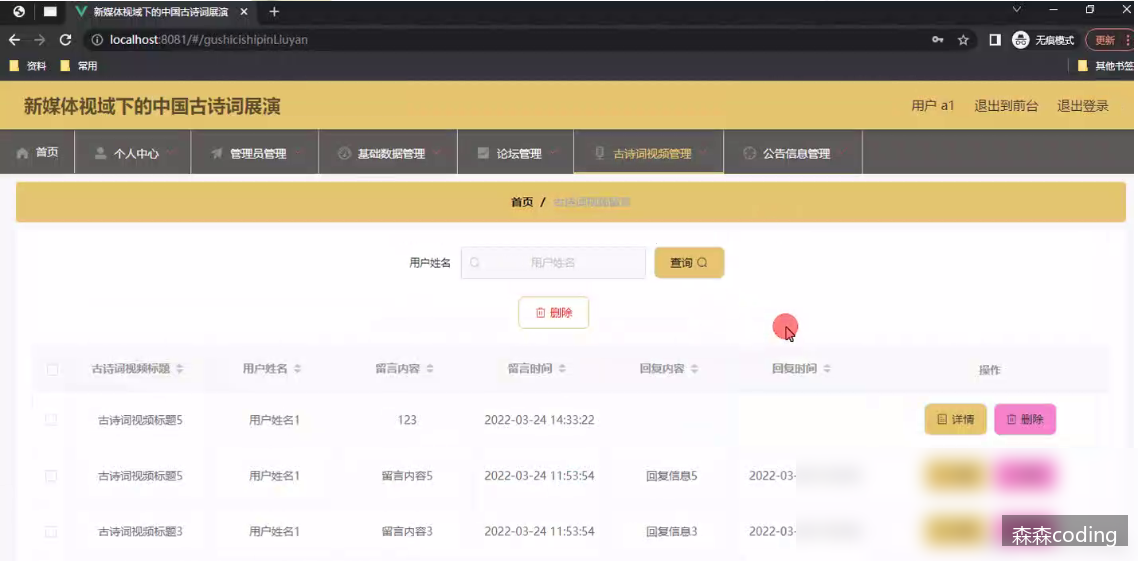 新媒体视域下的中国古诗词展演
localhost:8081/#/gushicishipinLiuyan
无痕模式
更新
资料
常用
其他书签
新媒体视域下的中国古诗词展演
用户 a1
退出到前台
退出登录
首页
个人中心
管理员管理
基础数据管理
论坛管理
古诗词视频管理
公告信息管理
首页 / 古诗词视频留言
用户姓名
用户姓名
查询
删除
古诗词视频标题 用户姓名 留言内容 留言时间 回复内容 回复时间 操作
古诗词视频标题5 用户姓名1 123 2022-03-24 14:33:22 详情 删除
古诗词视频标题5 用户姓名1 留言内容5 2022-03-24 11:53:54 回复信息5 2022-03-
古诗词视频标题3 用户姓名1 留言内容3 2022-03-24 11:53:54 回复信息3 2022-03-
森森coding